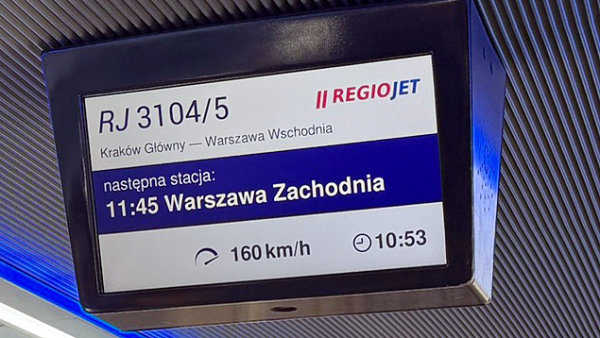 RJ 3104/5
REGIOJET
Kraków Główny — Warszawa Wschodnia
następna stacja:
11:45 Warszawa Zachodnia
160 km/h
10:53